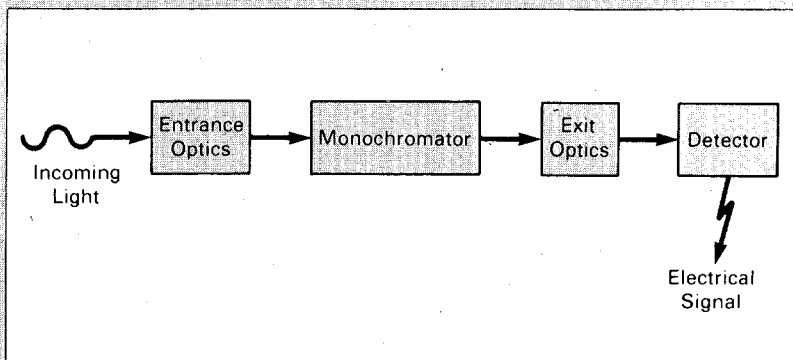 Incoming
Light
Entrance
Optics
Monochromator
Exit
Optics
Detector
Electrical
Signal